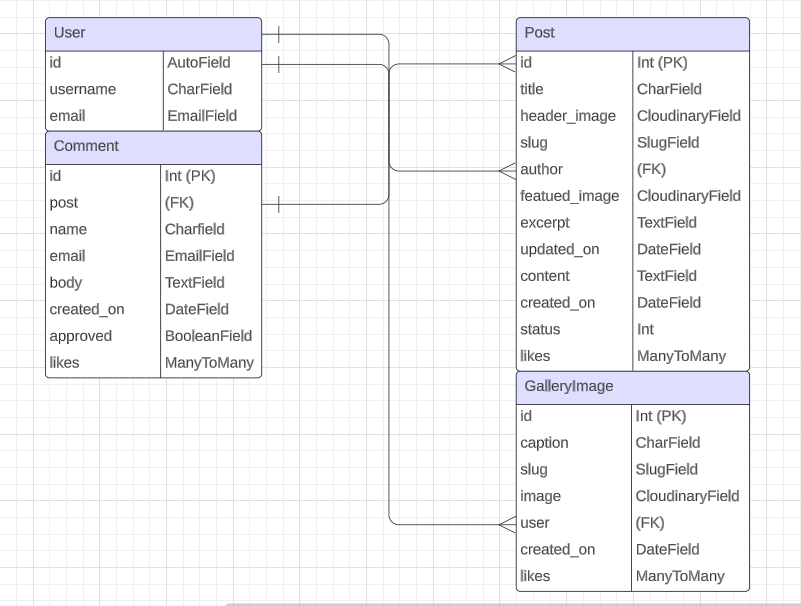 User
id AutoField
username CharField
email EmailField
Comment
id Int (PK)
post (FK)
name Charfield
email EmailField
body TextField
created_on DateField
approved BooleanField
likes ManyToMany
Post
id Int (PK)
title CharField
header_image CloudinaryField
slug SlugField
author (FK)
featued_image CloudinaryField
excerpt TextField
updated_on DateField
content TextField
created_on DateField
status Int
likes ManyToMany
GalleryImage
id Int (PK)
caption CharField
slug SlugField
image CloudinaryField
user (FK)
created_on DateField
likes ManyToMany